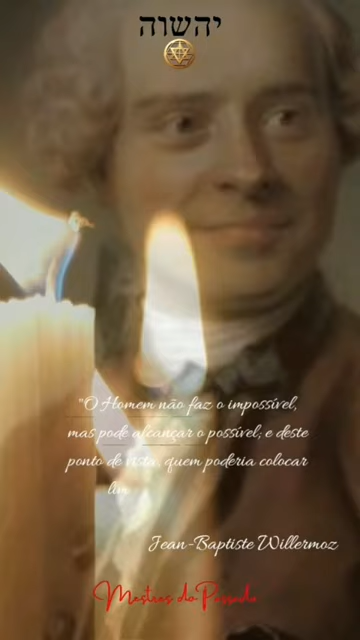 יהשוה
"O Homem não faz o impossível,
mas pode alcançar o possível; e deste
ponto de vista, quem poderia colocar
lim
Jean-Baptiste Willermoz
Mestres do Passado